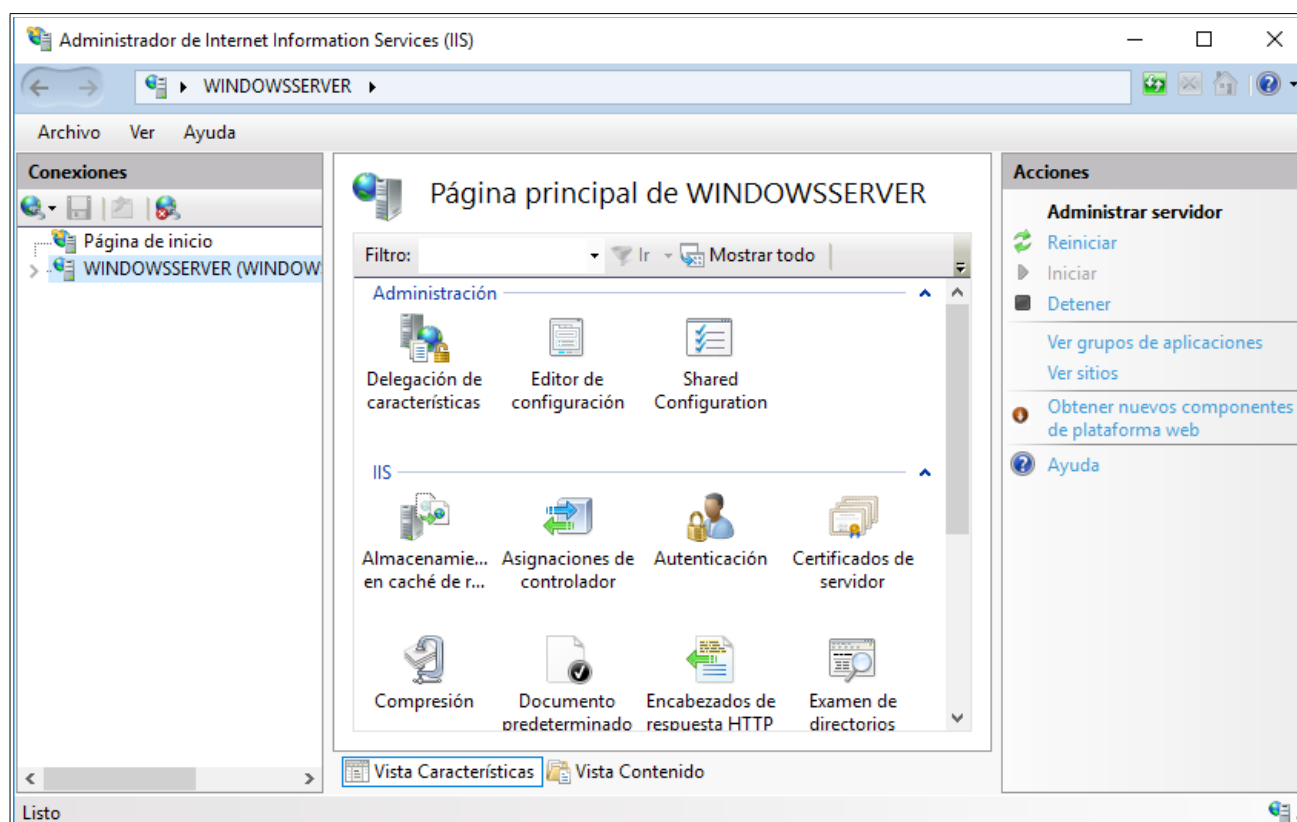 Administrador de Internet Information Services (IIS)
WINDOWSSERVER
Archivo Ver Ayuda
Conexiones
Página de inicio
WINDOWSSERVER (WINDOW
Página principal de WINDOWSSERVER
Filtro: Ir Mostrar todo
Administración
Delegación de características
Editor de configuración
Shared Configuration
IIS
Almacenamie... en caché de r...
Asignaciones de controlador
Autenticación
Certificados de servidor
Compresión
Documento predeterminado
Encabezados de respuesta HTTP
Examen de directorios
Vista Características Vista Contenido
Acciones
Administrar servidor
Reiniciar
Iniciar
Detener
Ver grupos de aplicaciones
Ver sitios
Obtener nuevos componentes
de plataforma web
Ayuda
Listo